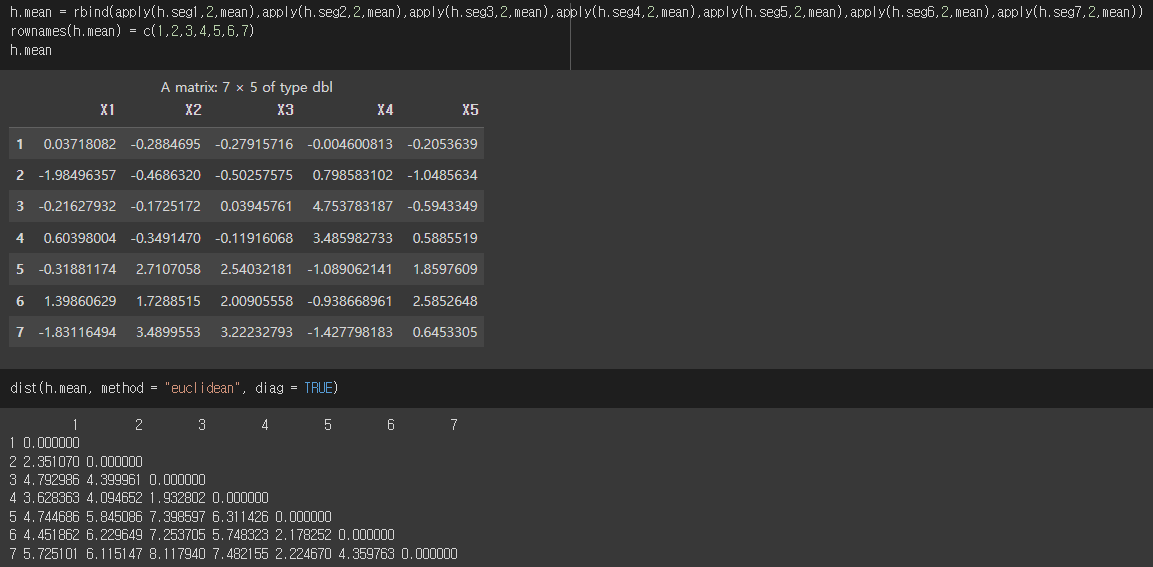 h.mean = rbind(apply(h.seg1,2,mean),apply(h.seg2,2,mean),apply(h.seg3,2,mean),apply(h.seg4,2,mean),apply(h.seg5,2,mean),apply(h.seg6,2,mean),apply(h.seg7,2,mean))
rownames(h.mean) = c(1,2,3,4,5,6,7)
h.mean
A matrix: 7 × 5 of type dbl
X1 X2 X3 X4 X5
1 0.03718082 -0.2884695 -0.27915716 -0.004600813 -0.2053639
2 -1.98496357 -0.4686320 -0.50257575 0.798583102 -1.0485634
3 -0.21627932 -0.1725172 0.03945761 4.753783187 -0.5943349
4 0.60398004 -0.3491470 -0.11916068 3.485982733 0.5885519
5 -0.31881174 2.7107058 2.54032181 -1.089062141 1.8597609
6 1.39860629 1.7288515 2.00905558 -0.938668961 2.5852648
7 -1.83116494 3.4899553 3.22232793 -1.427798183 0.6453305
dist(h.mean, method = "euclidean", diag = TRUE)
1 2 3 4 5 6 7
1 0.000000
2 2.351070 0.000000
3 4.792986 4.399961 0.000000
4 3.628363 4.094652 1.932802 0.000000
5 4.744686 5.845086 7.398597 6.311426 0.000000
6 4.451862 6.229649 7.253705 5.748323 2.178252 0.000000
7 5.725101 6.115147 8.117940 7.482155 2.224670 4.359763 0.000000